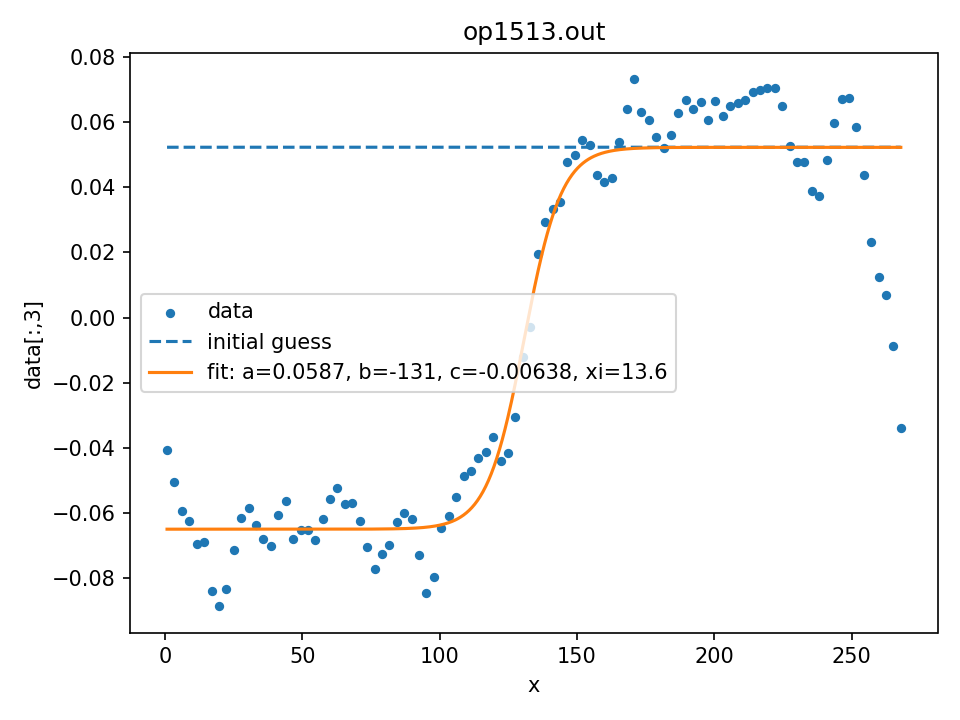 op1513.out
0.08
0.06
0.04
0.02
0.00
−0.02
−0.04
−0.06
−0.08
data[:,3]
data
initial guess
fit: a=0.0587, b=-131, c=-0.00638, xi=13.6
0 50 100 150 200 250
x